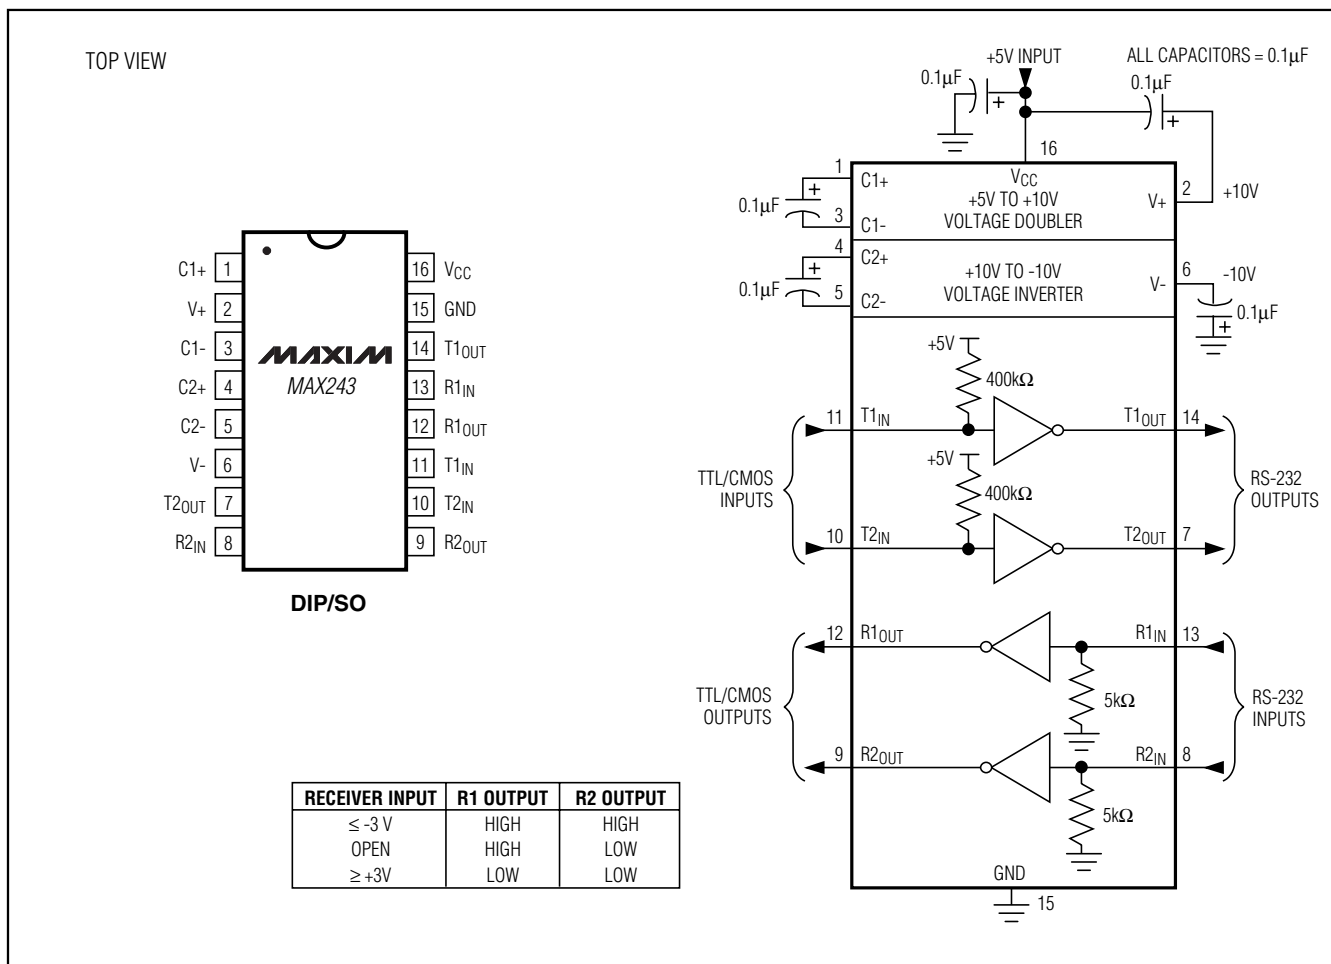 TOP VIEW
C1+ 1
V+ 2
C1- 3
C2+ 4
C2- 5
V- 6
T2OUT 7
R2IN 8
MAXIM
MAX243
16 VCC
15 GND
14 T1OUT
13 R1IN
12 R1OUT
11 T1IN
10 T2IN
9 R2OUT
DIP/SO
RECEIVER INPUT R1 OUTPUT R2 OUTPUT
≤ -3 V HIGH HIGH
OPEN HIGH LOW
≥ +3V LOW LOW
+5V INPUT
ALL CAPACITORS = 0.1µF
0.1µF
+
0.1µF
+
16
VCC
+5V TO +10V
VOLTAGE DOUBLER
1
C1+
+
0.1µF
3
C1-
V+
2
+10V
4
C2+
+
0.1µF
5
C2-
+10V TO -10V
VOLTAGE INVERTER
V-
6
-10V
0.1µF
+
+5V
400kΩ
11 T1IN
T1OUT 14
+5V
400kΩ
TTL/CMOS
INPUTS
RS-232
OUTPUTS
10 T2IN
T2OUT 7
12 R1OUT
R1IN 13
5kΩ
TTL/CMOS
OUTPUTS
RS-232
INPUTS
9 R2OUT
R2IN 8
5kΩ
GND
15